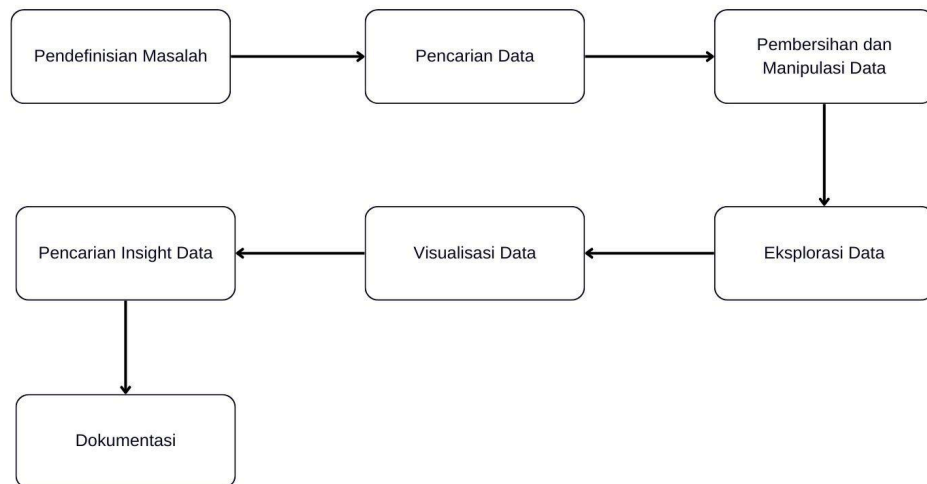 Pendefinisian Masalah
Pencarian Data
Pembersihan dan
Manipulasi Data
Eksplorasi Data
Visualisasi Data
Pencarian Insight Data
Dokumentasi